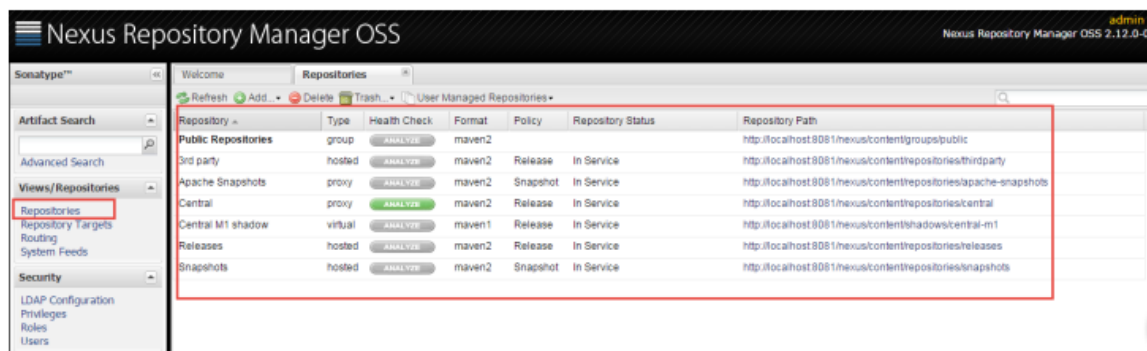 Nexus Repository Manager OSS
admin
Nexus Repository Manager OSS 2.12.0-0
Sonatype™
Welcome
Repositories
Refresh Add... Delete Trash... User Managed Repositories
Artifact Search
Advanced Search
Views/Repositories
Repositories
Repository Targets
Routing
System Feeds
Security
LDAP Configuration
Privileges
Roles
Users
Repository Type Health Check Format Policy Repository Status Repository Path
Public Repositories group ANALYZE maven2 http://localhost:8081/nexus/content/groups/public
3rd party hosted ANALYZE maven2 Release In Service http://localhost:8081/nexus/content/repositories/thirdparty
Apache Snapshots proxy ANALYZE maven2 Snapshot In Service http://localhost:8081/nexus/content/repositories/apache-snapshots
Central proxy ANALYZE maven2 Release In Service http://localhost:8081/nexus/content/repositories/central
Central M1 shadow virtual ANALYZE maven1 Release In Service http://localhost:8081/nexus/content/shadows/central-m1
Releases hosted ANALYZE maven2 Release In Service http://localhost:8081/nexus/content/repositories/releases
Snapshots hosted ANALYZE maven2 Snapshot In Service http://localhost:8081/nexus/content/repositories/snapshots